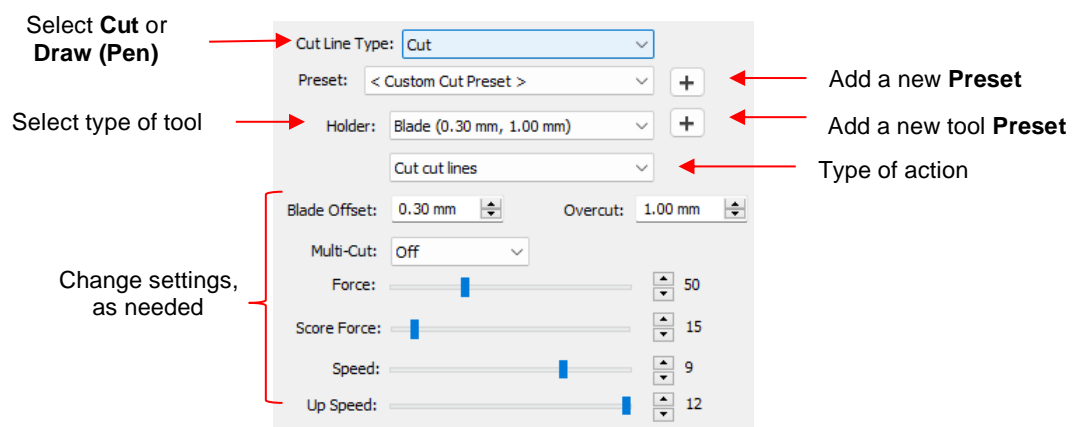 Select Cut or
Draw (Pen)
Cut Line Type: Cut
Preset: < Custom Cut Preset > +
Add a new Preset
Select type of tool
Holder: Blade (0.30 mm, 1.00 mm) +
Add a new tool Preset
Cut cut lines
Type of action
Blade Offset: 0.30 mm Overcut: 1.00 mm
Multi-Cut: Off
Change settings,
as needed
Force: 50
Score Force: 15
Speed: 9
Up Speed: 12